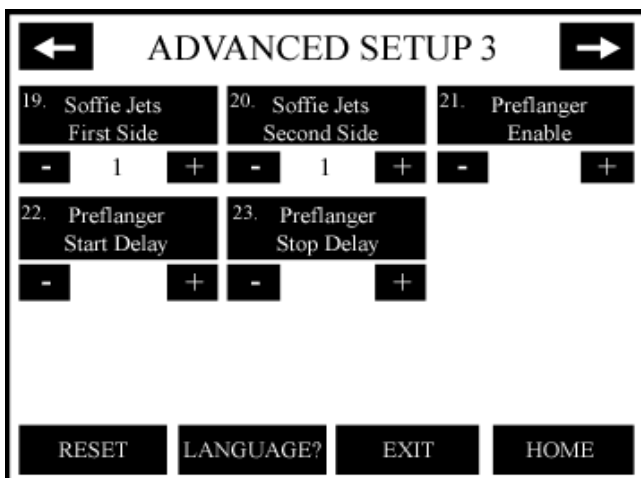 ADVANCED SETUP 3
19. Soffie Jets
First Side
20. Soffie Jets
Second Side
21. Preflanger
Enable
- 1 +
- 1 +
- +
22. Preflanger
Start Delay
23. Preflanger
Stop Delay
- +
- +
RESET
LANGUAGE?
EXIT
HOME